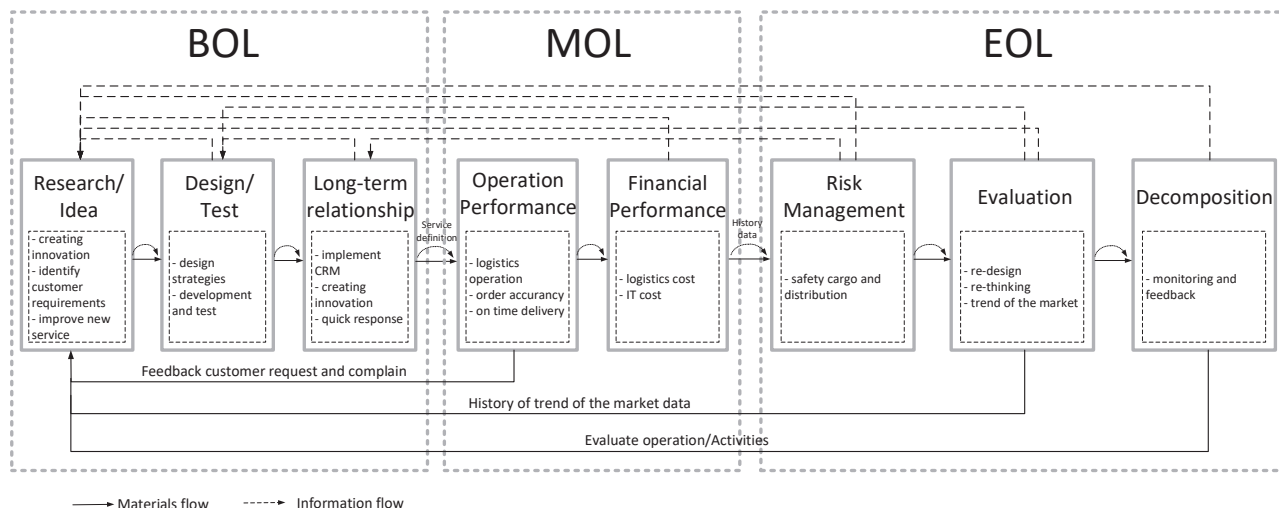 BOL
MOL
EOL
Research/
Idea
- creating
innovation
- identify
customer
requirements
- improve new
service
Design/
Test
- design
strategies
- development
and test
Long-term
relationship
- implement
CRM
- creating
innovation
- quick response
Service
definition
Operation
Performance
- logistics
operation
- order accurancy
- on time delivery
Financial
Performance
- logistics cost
- IT cost
History
data
Risk
Management
- safety cargo and
distribution
Evaluation
- re-design
- re-thinking
- trend of the market
Decomposition
- monitoring and
feedback
Feedback customer request and complain
History of trend of the market data
Evaluate operation/Activities
Materials flow
Information flow